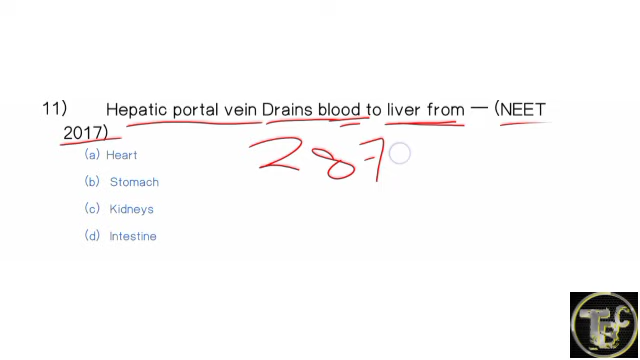 11) Hepatic portal vein Drains blood to liver from — (NEET
2017)
287
(a) Heart
(b) Stomach
(c) Kidneys
(d) Intestine